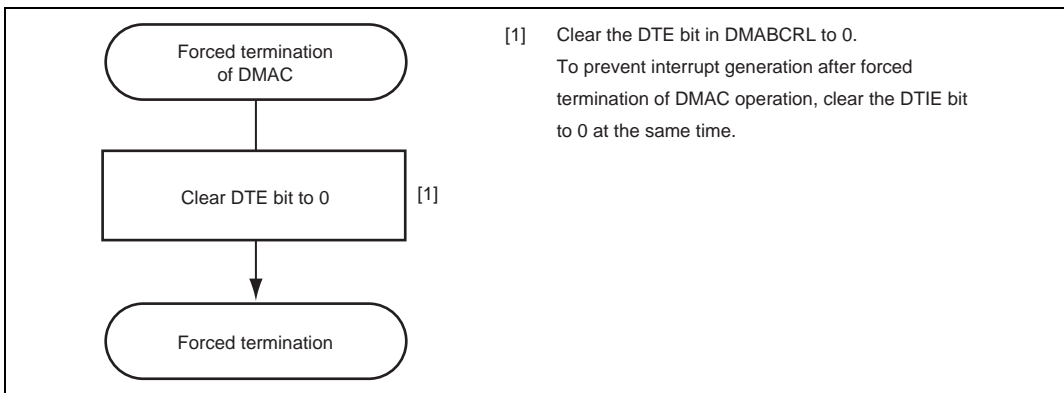 Forced termination
of DMAC
Clear DTE bit to 0
[1]
Forced termination
[1] Clear the DTE bit in DMABCRL to 0.
To prevent interrupt generation after forced
termination of DMAC operation, clear the DTIE bit
to 0 at the same time.